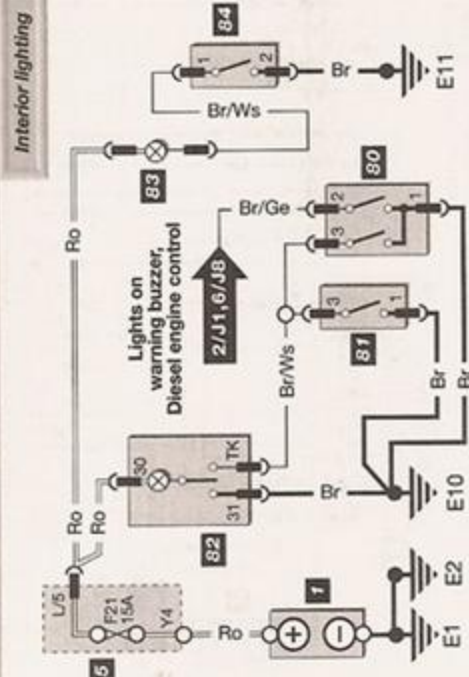 Interior lighting
84
1
2
Br
E11
Br/Ws
83
Ro
80
Br/Ge
2
3
1
Lights on
warning buzzer,
Diesel engine control
2/J1,6/J8
3
1
81
Br/Ws
Br
Br
30
TK
31
82
Br
E10
Ro
Ro
L/5
F21
15A
Y4
5
Ro
1
+
−
E1
E2